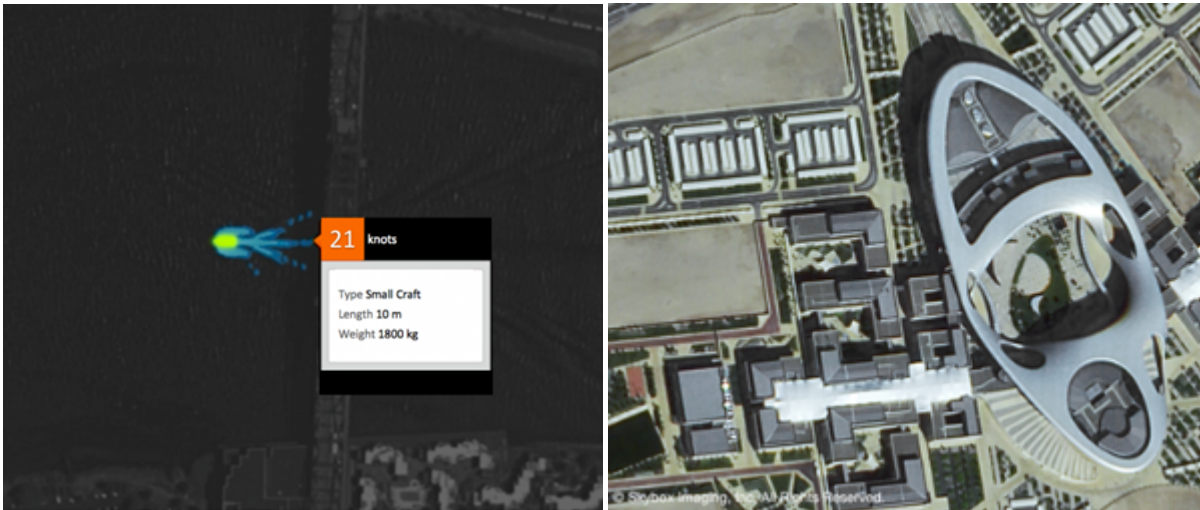 21 knots
Type Small Craft
Length 10 m
Weight 1800 kg
© Skybox Imaging, Inc. All Rights Reserved.